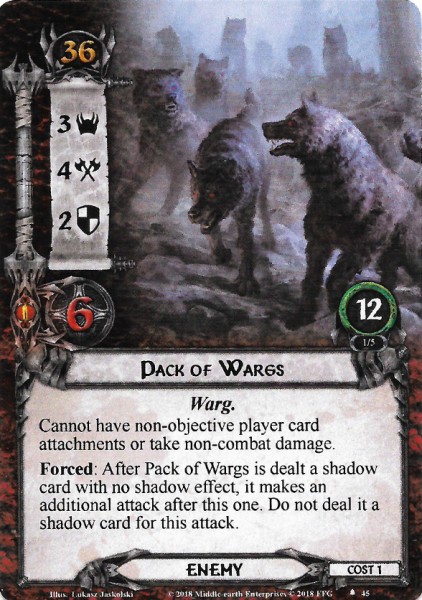 36
3
4
2
6
12
1/5
Pack of Wargs
Warg.
Cannot have non-objective player card
attachments or take non-combat damage.
Forced: After Pack of Wargs is dealt a shadow
card with no shadow effect, it makes an
additional attack after this one. Do not deal it a
shadow card for this attack.
ENEMY
COST 1
Illus. Lukasz Jaskolski
© 2018 Middle-earth Enterprises © 2018 FFG
45